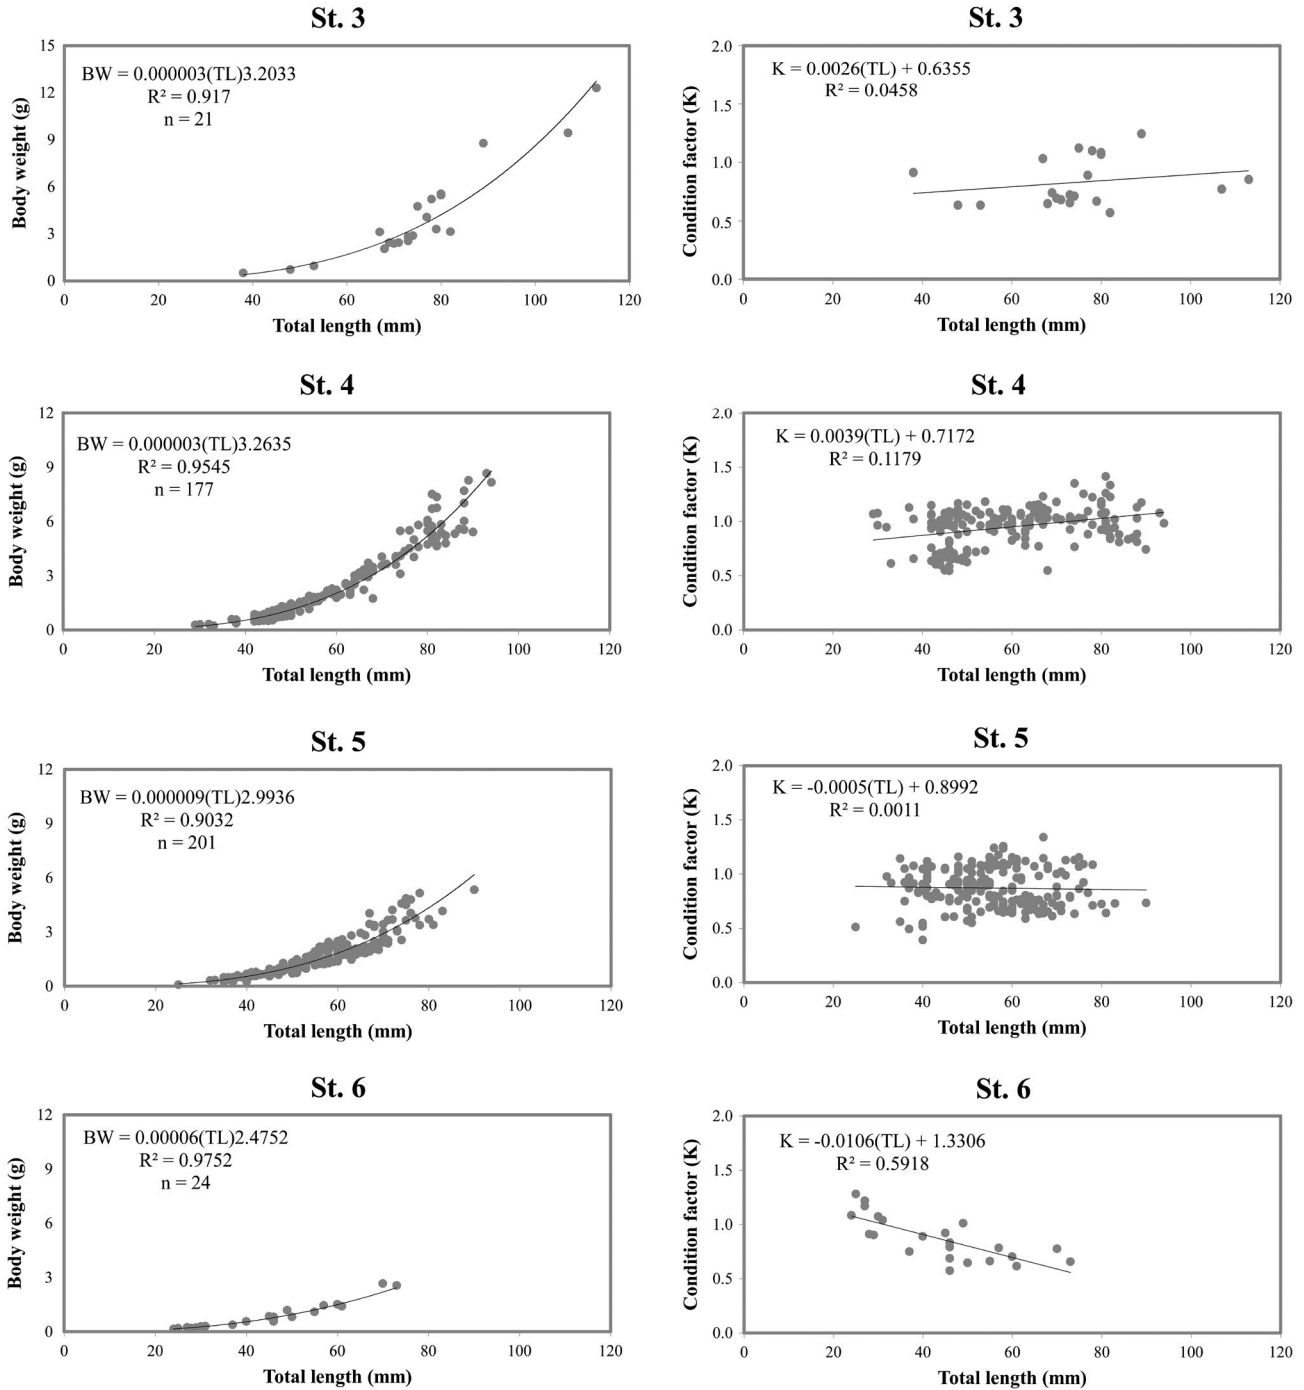 St. 3
BW = 0.000003(TL)3.2033
R² = 0.917
n = 21
Body weight (g)
15
12
9
6
3
0
0 20 40 60 80 100 120
Total length (mm)
St. 3
K = 0.0026(TL) + 0.6355
R² = 0.0458
Condition factor (K)
2.0
1.5
1.0
0.5
0.0
0 20 40 60 80 100 120
Total length (mm)
St. 4
BW = 0.000003(TL)3.2635
R² = 0.9545
n = 177
Body weight (g)
12
9
6
3
0
0 20 40 60 80 100 120
Total length (mm)
St. 4
K = 0.0039(TL) + 0.7172
R² = 0.1179
Condition factor (K)
2.0
1.5
1.0
0.5
0.0
0 20 40 60 80 100 120
Total length (mm)
St. 5
BW = 0.000009(TL)2.9936
R² = 0.9032
n = 201
Body weight (g)
12
9
6
3
0
0 20 40 60 80 100 120
Total length (mm)
St. 5
K = -0.0005(TL) + 0.8992
R² = 0.0011
Condition factor (K)
2.0
1.5
1.0
0.5
0.0
0 20 40 60 80 100 120
Total length (mm)
St. 6
BW = 0.00006(TL)2.4752
R² = 0.9752
n = 24
Body weight (g)
12
9
6
3
0
0 20 40 60 80 100 120
Total length (mm)
St. 6
K = -0.0106(TL) + 1.3306
R² = 0.5918
Condition factor (K)
2.0
1.5
1.0
0.5
0.0
0 20 40 60 80 100 120
Total length (mm)